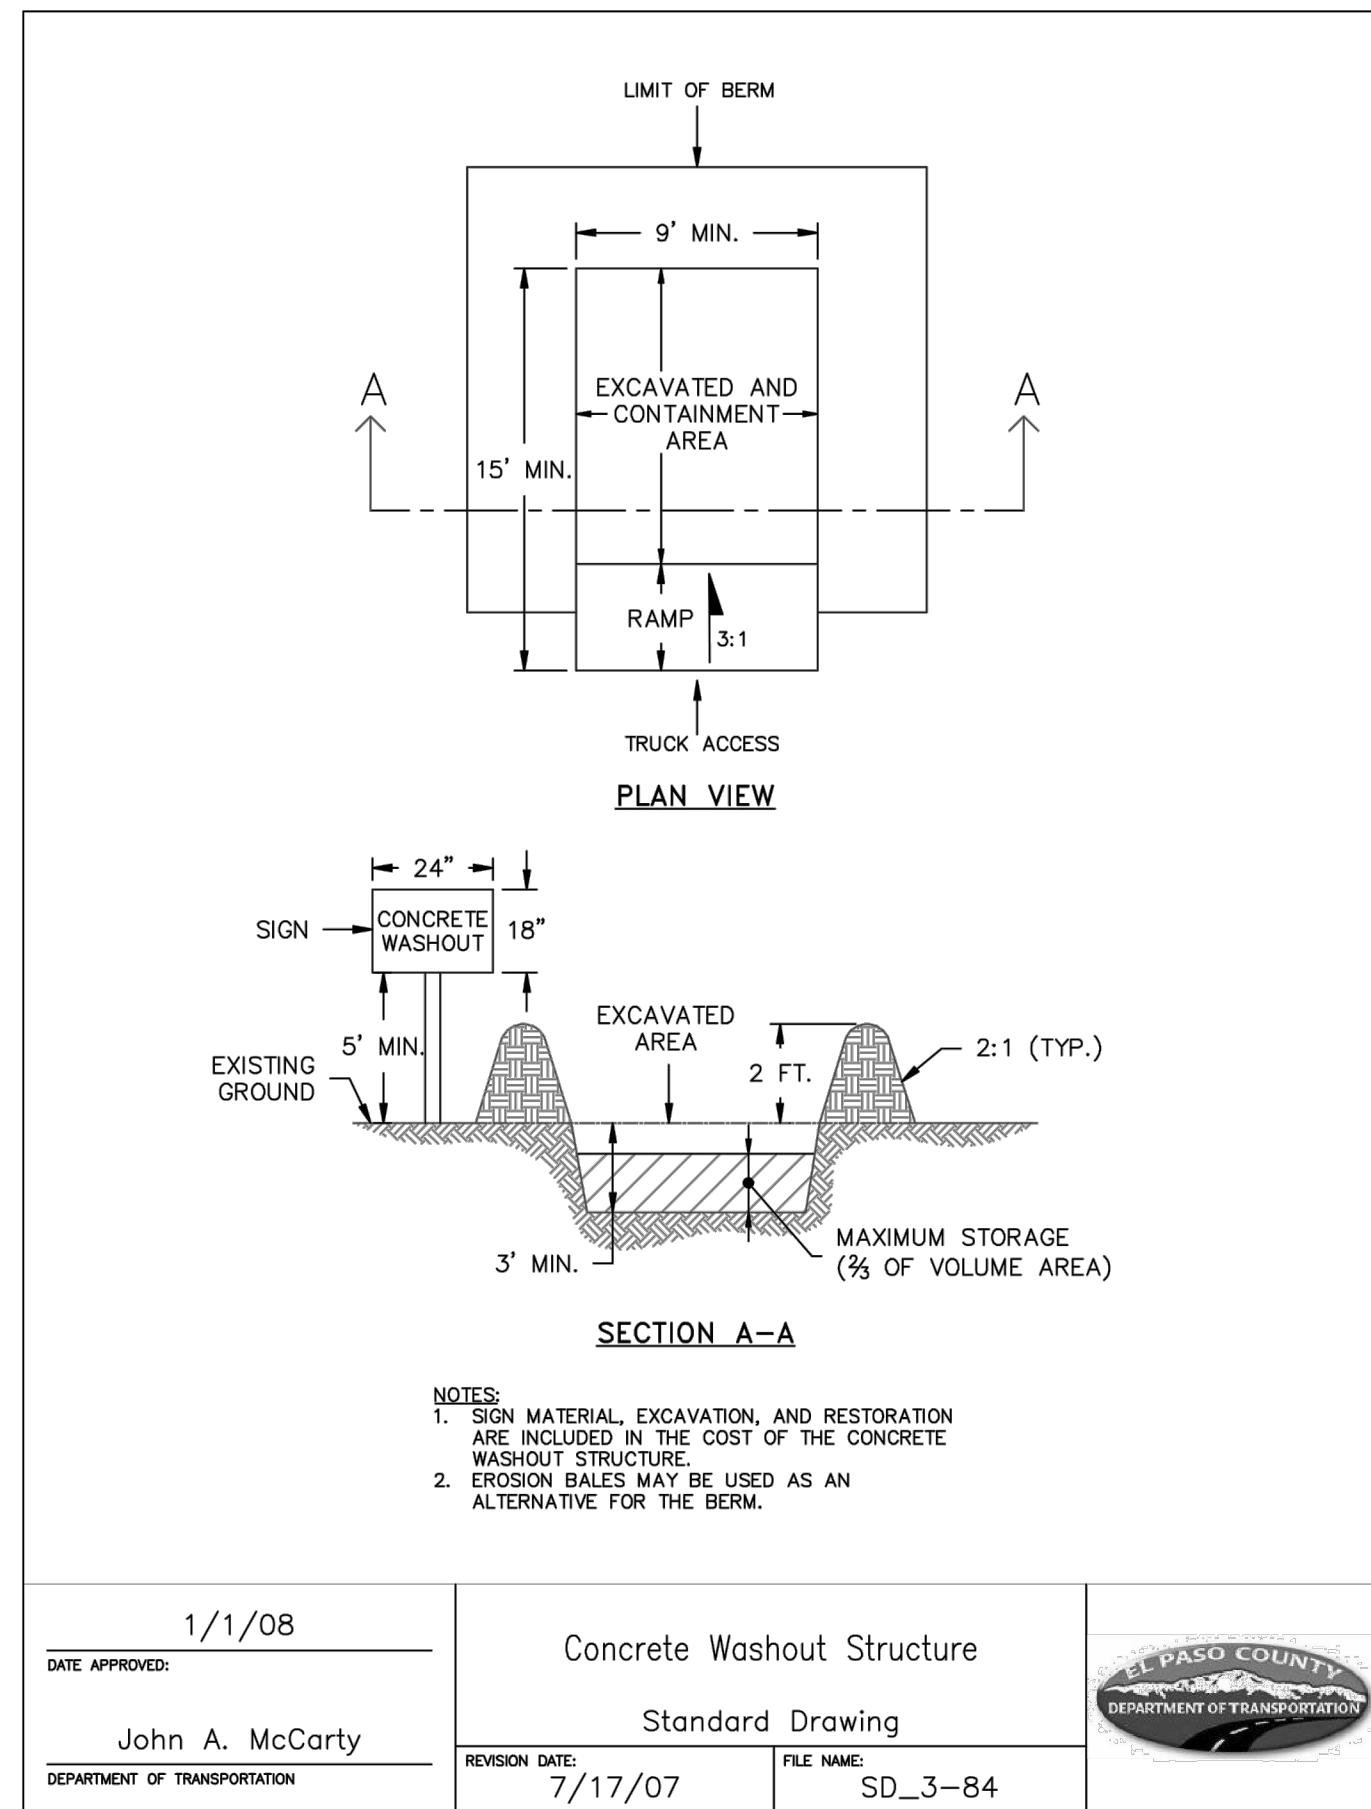 LIMIT OF BERM
9' MIN.
A
A
EXCAVATED AND
CONTAINMENT
AREA
15' MIN.
RAMP
3:1
TRUCK ACCESS
PLAN VIEW
24"
SIGN
CONCRETE
WASHOUT
18"
EXCAVATED
AREA
5' MIN.
2:1 (TYP.)
EXISTING
GROUND
2 FT.
MAXIMUM STORAGE
(⅔ OF VOLUME AREA)
3' MIN.
SECTION A-A
NOTES:
1. SIGN MATERIAL, EXCAVATION, AND RESTORATION
ARE INCLUDED IN THE COST OF THE CONCRETE
WASHOUT STRUCTURE.
2. EROSION BALES MAY BE USED AS AN
ALTERNATIVE FOR THE BERM.
1/1/08
DATE APPROVED:
John A. McCarty
DEPARTMENT OF TRANSPORTATION
Concrete Washout Structure
Standard Drawing
REVISION DATE:
7/17/07
FILE NAME:
SD_3-84
EL PASO COUNTY
DEPARTMENT OF TRANSPORTATION